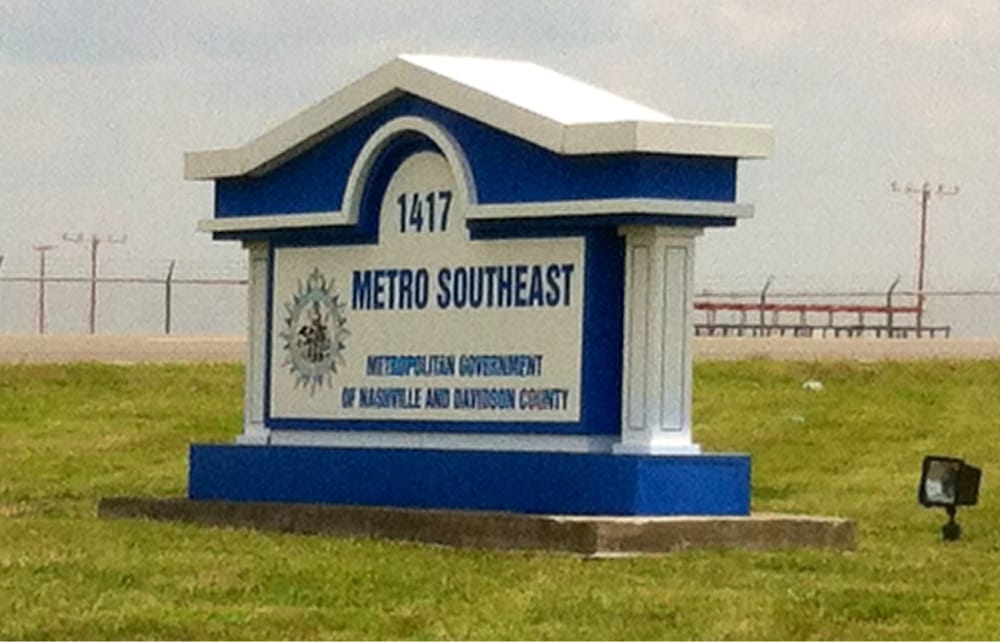 1417
METRO SOUTHEAST
METROPOLITAN GOVERNMENT
OF NASHVILLE AND DAVIDSON COUNTY